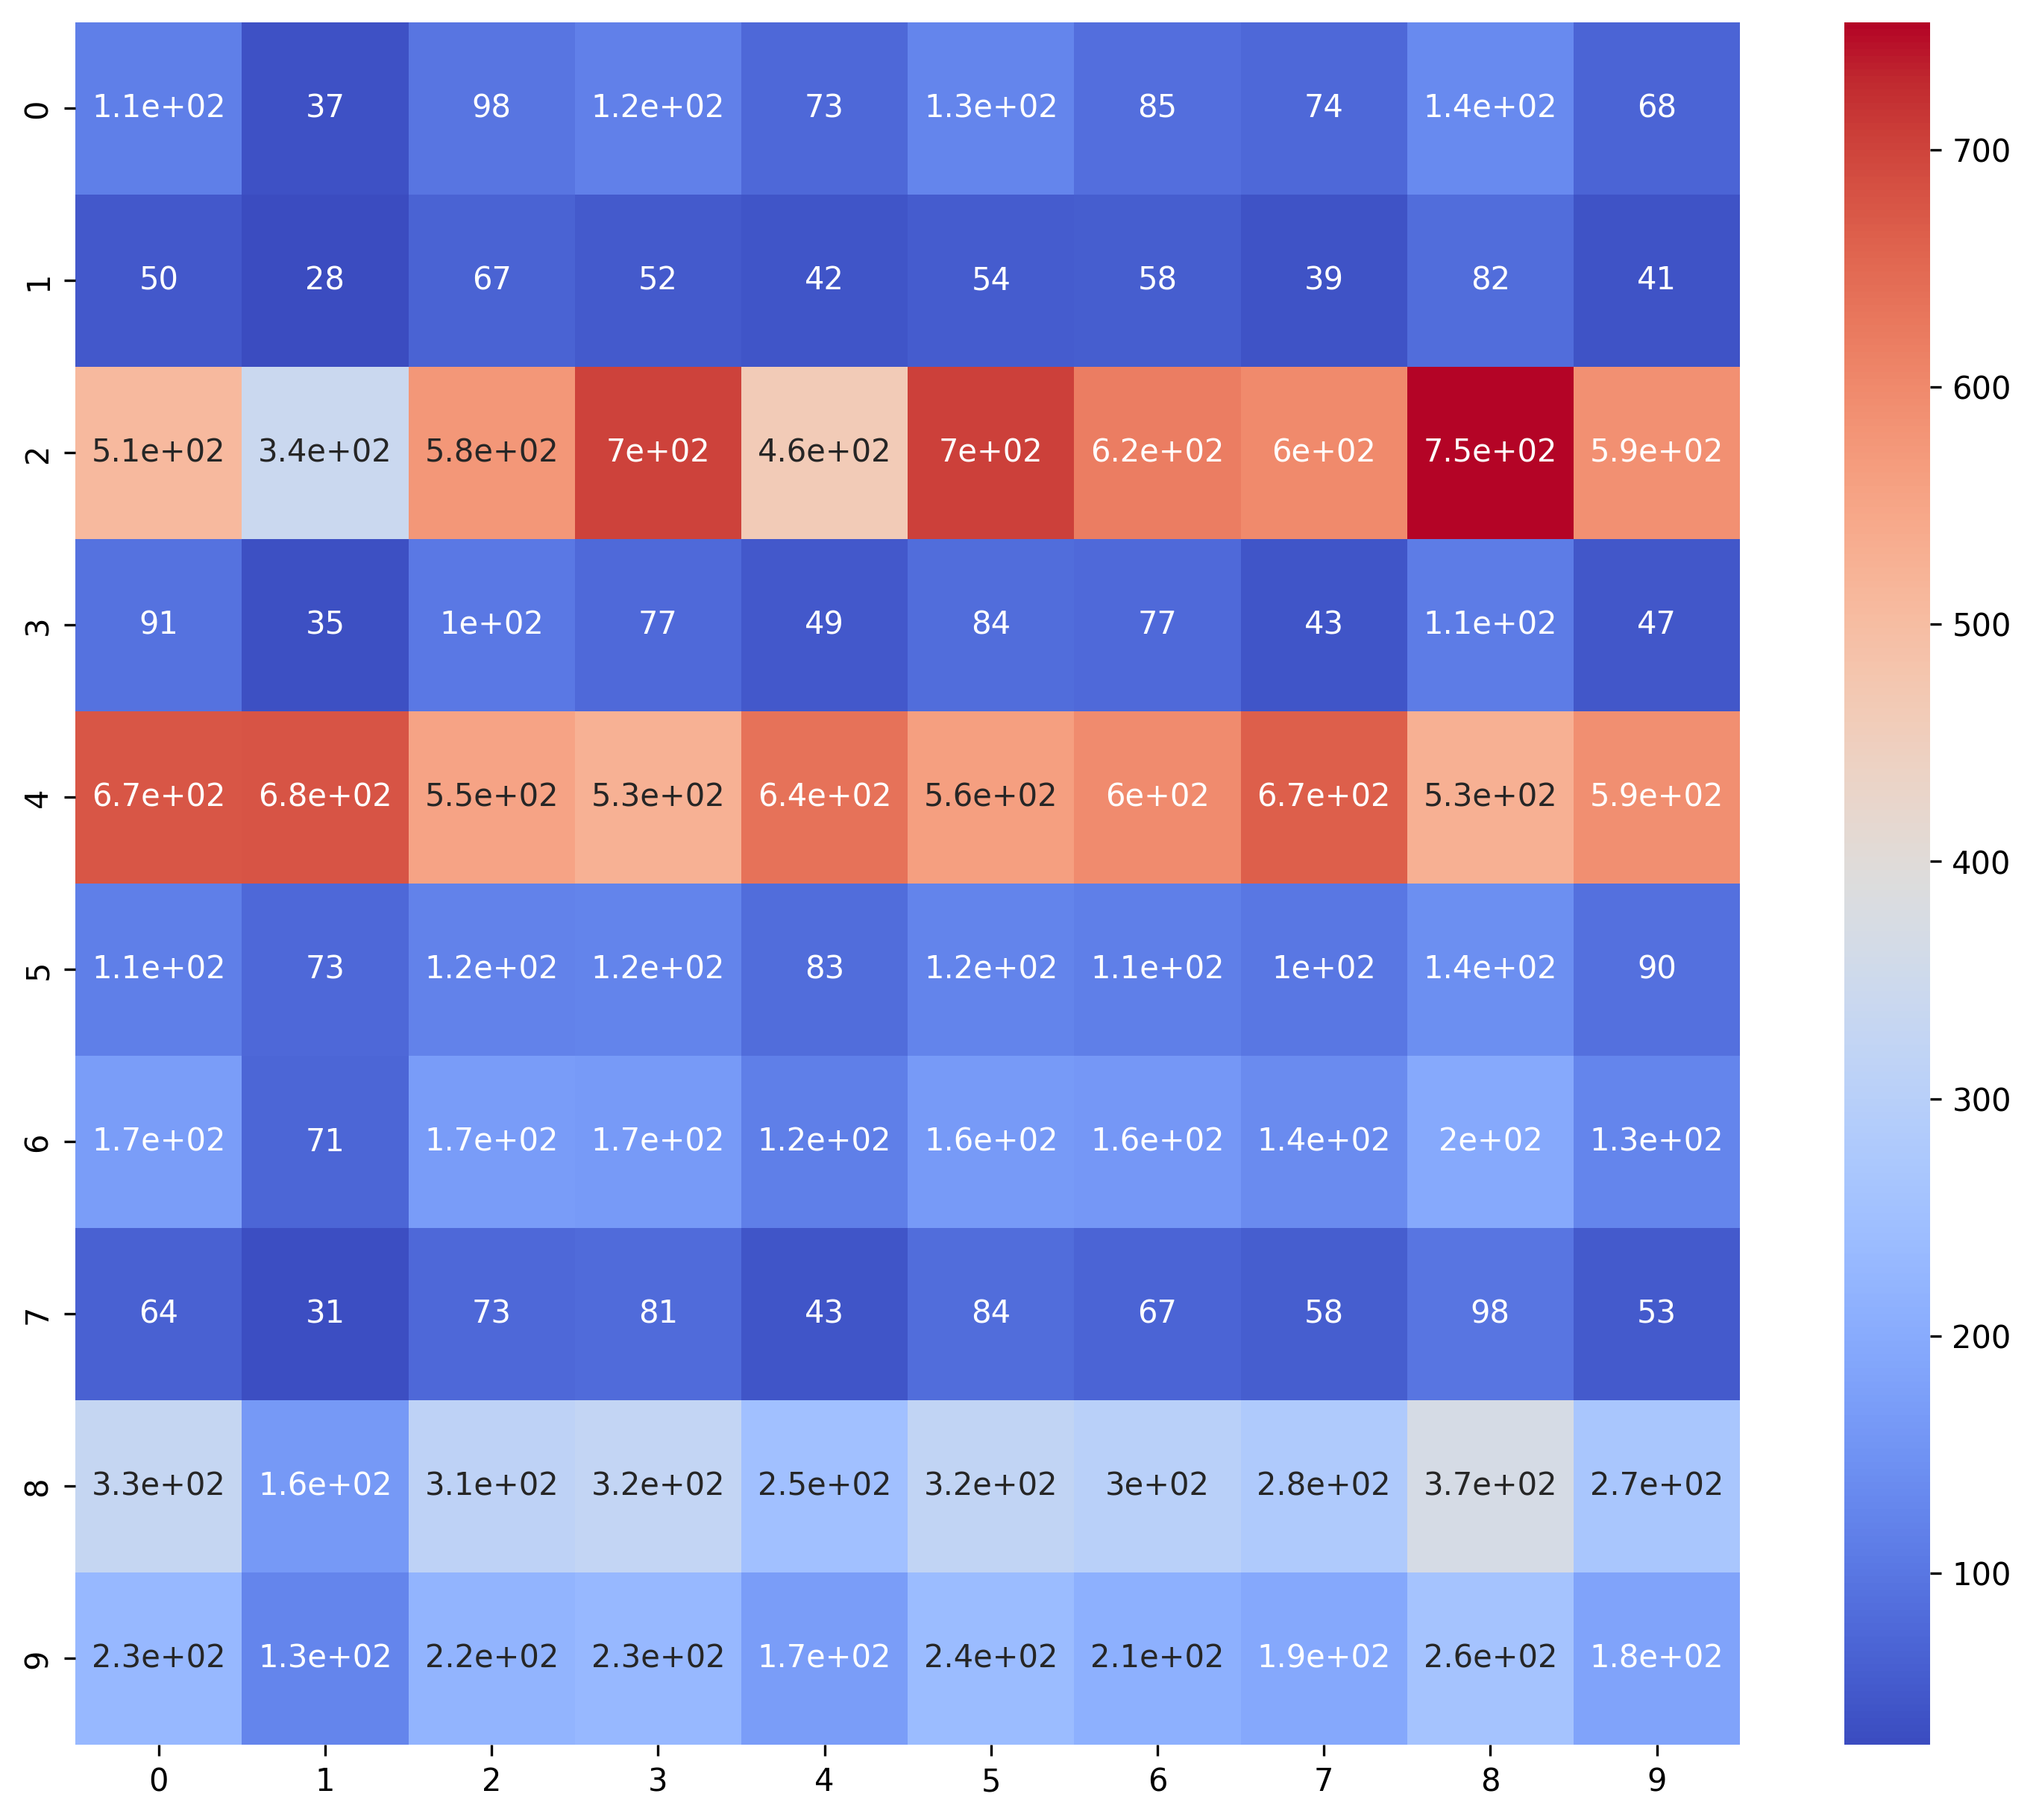 0 1.1e+02 37 98 1.2e+02 73 1.3e+02 85 74 1.4e+02 68
1 50 28 67 52 42 54 58 39 82 41
2 5.1e+02 3.4e+02 5.8e+02 7e+02 4.6e+02 7e+02 6.2e+02 6e+02 7.5e+02 5.9e+02
3 91 35 1e+02 77 49 84 77 43 1.1e+02 47
4 6.7e+02 6.8e+02 5.5e+02 5.3e+02 6.4e+02 5.6e+02 6e+02 6.7e+02 5.3e+02 5.9e+02
5 1.1e+02 73 1.2e+02 1.2e+02 83 1.2e+02 1.1e+02 1e+02 1.4e+02 90
6 1.7e+02 71 1.7e+02 1.7e+02 1.2e+02 1.6e+02 1.6e+02 1.4e+02 2e+02 1.3e+02
7 64 31 73 81 43 84 67 58 98 53
8 3.3e+02 1.6e+02 3.1e+02 3.2e+02 2.5e+02 3.2e+02 3e+02 2.8e+02 3.7e+02 2.7e+02
9 2.3e+02 1.3e+02 2.2e+02 2.3e+02 1.7e+02 2.4e+02 2.1e+02 1.9e+02 2.6e+02 1.8e+02
0 1 2 3 4 5 6 7 8 9
700
600
500
400
300
200
100